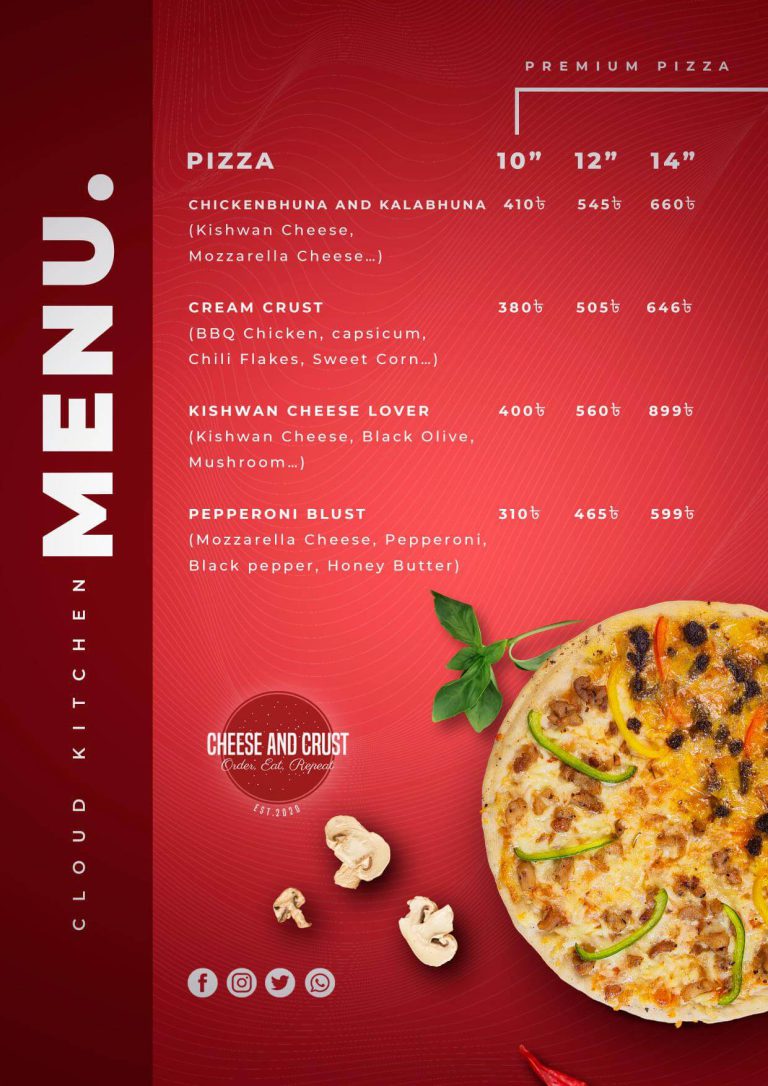 PREMIUM PIZZA
PIZZA 10” 12” 14”
CHICKENBHUNA AND KALABHUNA 410৳ 545৳ 660৳
(Kishwan Cheese,
Mozzarella Cheese…)
CREAM CRUST 380৳ 505৳ 646৳
(BBQ Chicken, capsicum,
Chili Flakes, Sweet Corn…)
KISHWAN CHEESE LOVER 400৳ 560৳ 899৳
(Kishwan Cheese, Black Olive,
Mushroom…)
PEPPERONI BLUST 310৳ 465৳ 599৳
(Mozzarella Cheese, Pepperoni,
Black pepper, Honey Butter)
MENU.
CLOUD KITCHEN
CHEESE AND CRUST
Order, Eat, Repeat
EST.2020